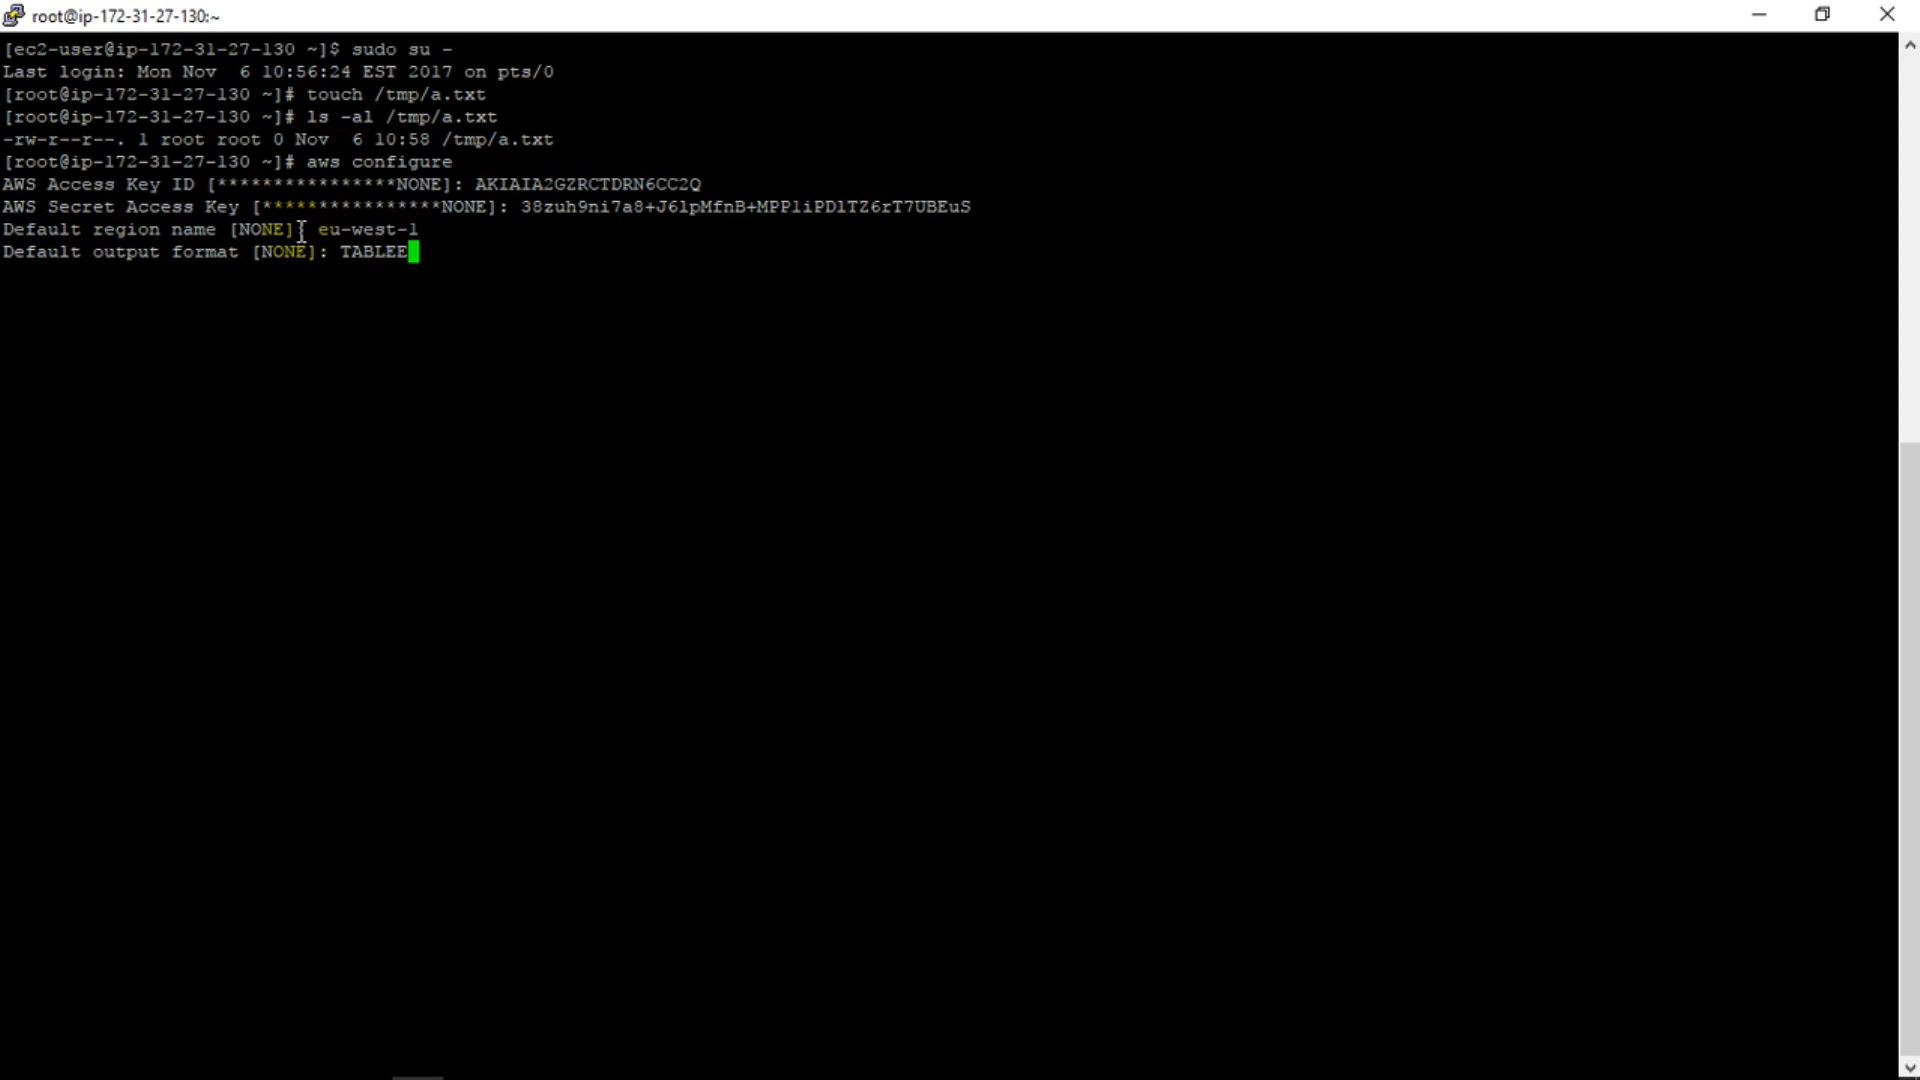 root@ip-172-31-27-130:~
[ec2-user@ip-172-31-27-130 ~]$ sudo su -
Last login: Mon Nov  6 10:56:24 EST 2017 on pts/0
[root@ip-172-31-27-130 ~]# touch /tmp/a.txt
[root@ip-172-31-27-130 ~]# ls -al /tmp/a.txt
-rw-r--r--. 1 root root 0 Nov  6 10:58 /tmp/a.txt
[root@ip-172-31-27-130 ~]# aws configure
AWS Access Key ID [****************NONE]: AKIAIA2GZRCTDRN6CC2Q
AWS Secret Access Key [****************NONE]:
Default region name [NONE] eu-west-1
Default output format [NONE]: TABLEE